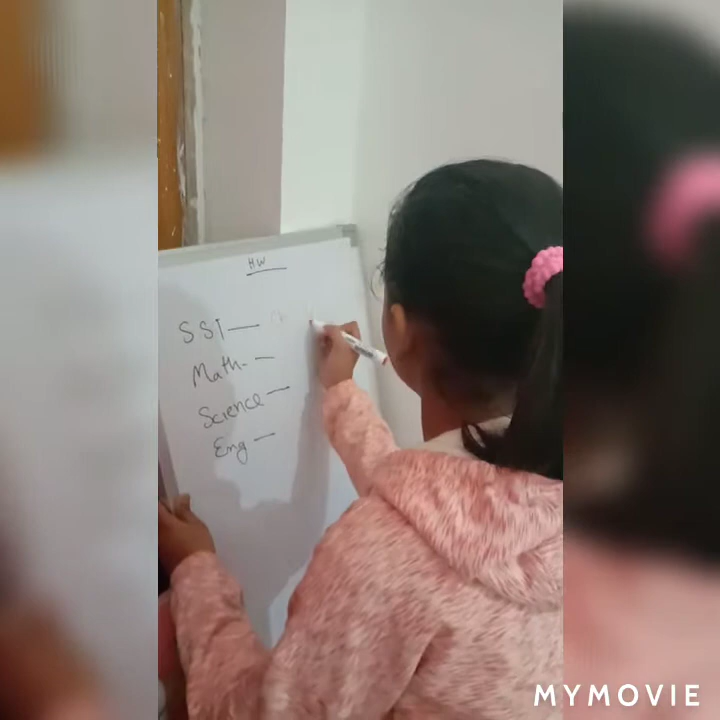 HW
SST —
Math -
Science —
Eng —
MYMOVIE